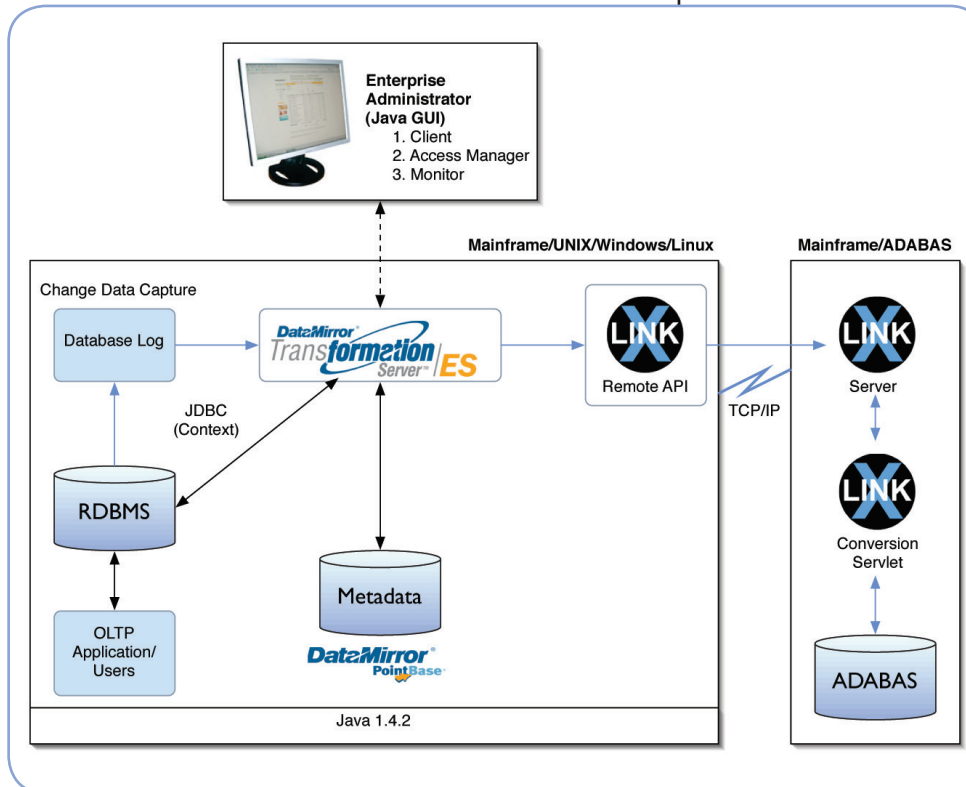 Enterprise
Administrator
(Java GUI)
1. Client
2. Access Manager
3. Monitor
Mainframe/UNIX/Windows/Linux
Mainframe/ADABAS
Change Data Capture
Database Log
DataMirror®
Transformation
Server™/ES
X
LINK
Remote API
X
LINK
Server
JDBC
(Context)
TCP/IP
RDBMS
X
LINK
Conversion
Servlet
Metadata
OLTP
Application/
Users
DataMirror®
PointBase
ADABAS
Java 1.4.2